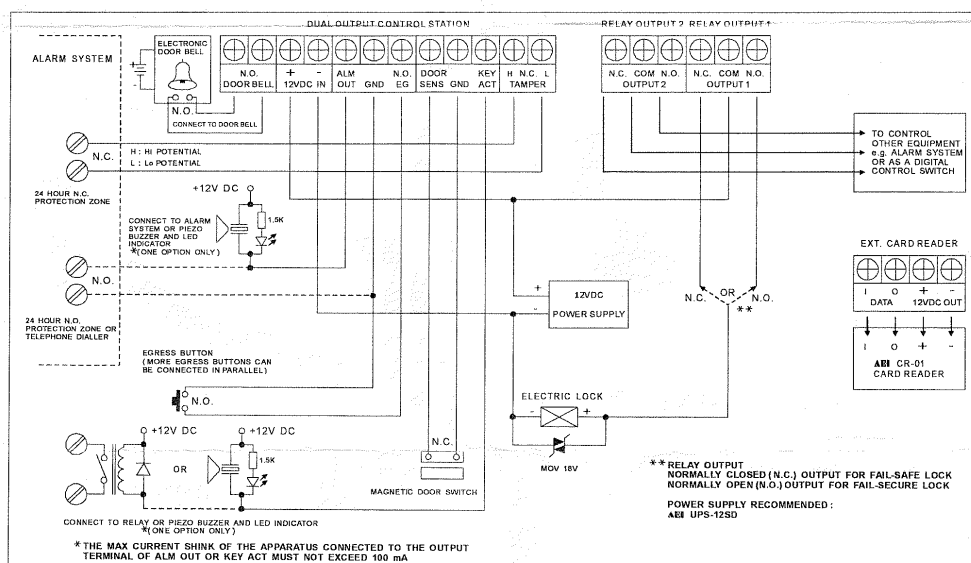 DUAL OUTPUT CONTROL STATION
RELAY OUTPUT 2 RELAY OUTPUT 1
ALARM SYSTEM
ELECTRONIC
DOOR BELL
+
-
N.O.
CONNECT TO DOOR BELL
N.O.
DOOR BELL
+ -
12VDC IN
ALM
OUT
GND
N.O.
EG
DOOR
SENS
GND
KEY
ACT
H N.C. L
TAMPER
N.C. COM N.O.
OUTPUT 2
N.C. COM N.O.
OUTPUT 1
N.C.
H : HI POTENTIAL
L : Lo POTENTIAL
24 HOUR N.C.
PROTECTION ZONE
TO CONTROL
OTHER EQUIPMENT
e.g. ALARM SYSTEM
OR AS A DIGITAL
CONTROL SWITCH
+12V DC
1.5K
CONNECT TO ALARM
SYSTEM OR PIEZO
BUZZER AND LED
INDICATOR
*(ONE OPTION ONLY)
N.O.
24 HOUR N.O.
PROTECTION ZONE OR
TELEPHONE DIALLER
EXT. CARD READER
I O + -
DATA 12VDC OUT
I O + -
AEI CR-01
CARD READER
+
-
12VDC
POWER SUPPLY
N.C. OR N.O.
**
EGRESS BUTTON
(MORE EGRESS BUTTONS CAN
BE CONNECTED IN PARALLEL)
N.O.
ELECTRIC LOCK
- +
MOV 18V
+12V DC
OR
+12V DC
1.5K
N.C.
MAGNETIC DOOR SWITCH
CONNECT TO RELAY OR PIEZO BUZZER AND LED INDICATOR
*(ONE OPTION ONLY)
* THE MAX CURRENT SHINK OF THE APPARATUS CONNECTED TO THE OUTPUT
TERMINAL OF ALM OUT OR KEY ACT MUST NOT EXCEED 100 mA
** RELAY OUTPUT
NORMALLY CLOSED (N.C.) OUTPUT FOR FAIL-SAFE LOCK
NORMALLY OPEN (N.O.) OUTPUT FOR FAIL-SECURE LOCK
POWER SUPPLY RECOMMENDED :
AEI UPS-12SD